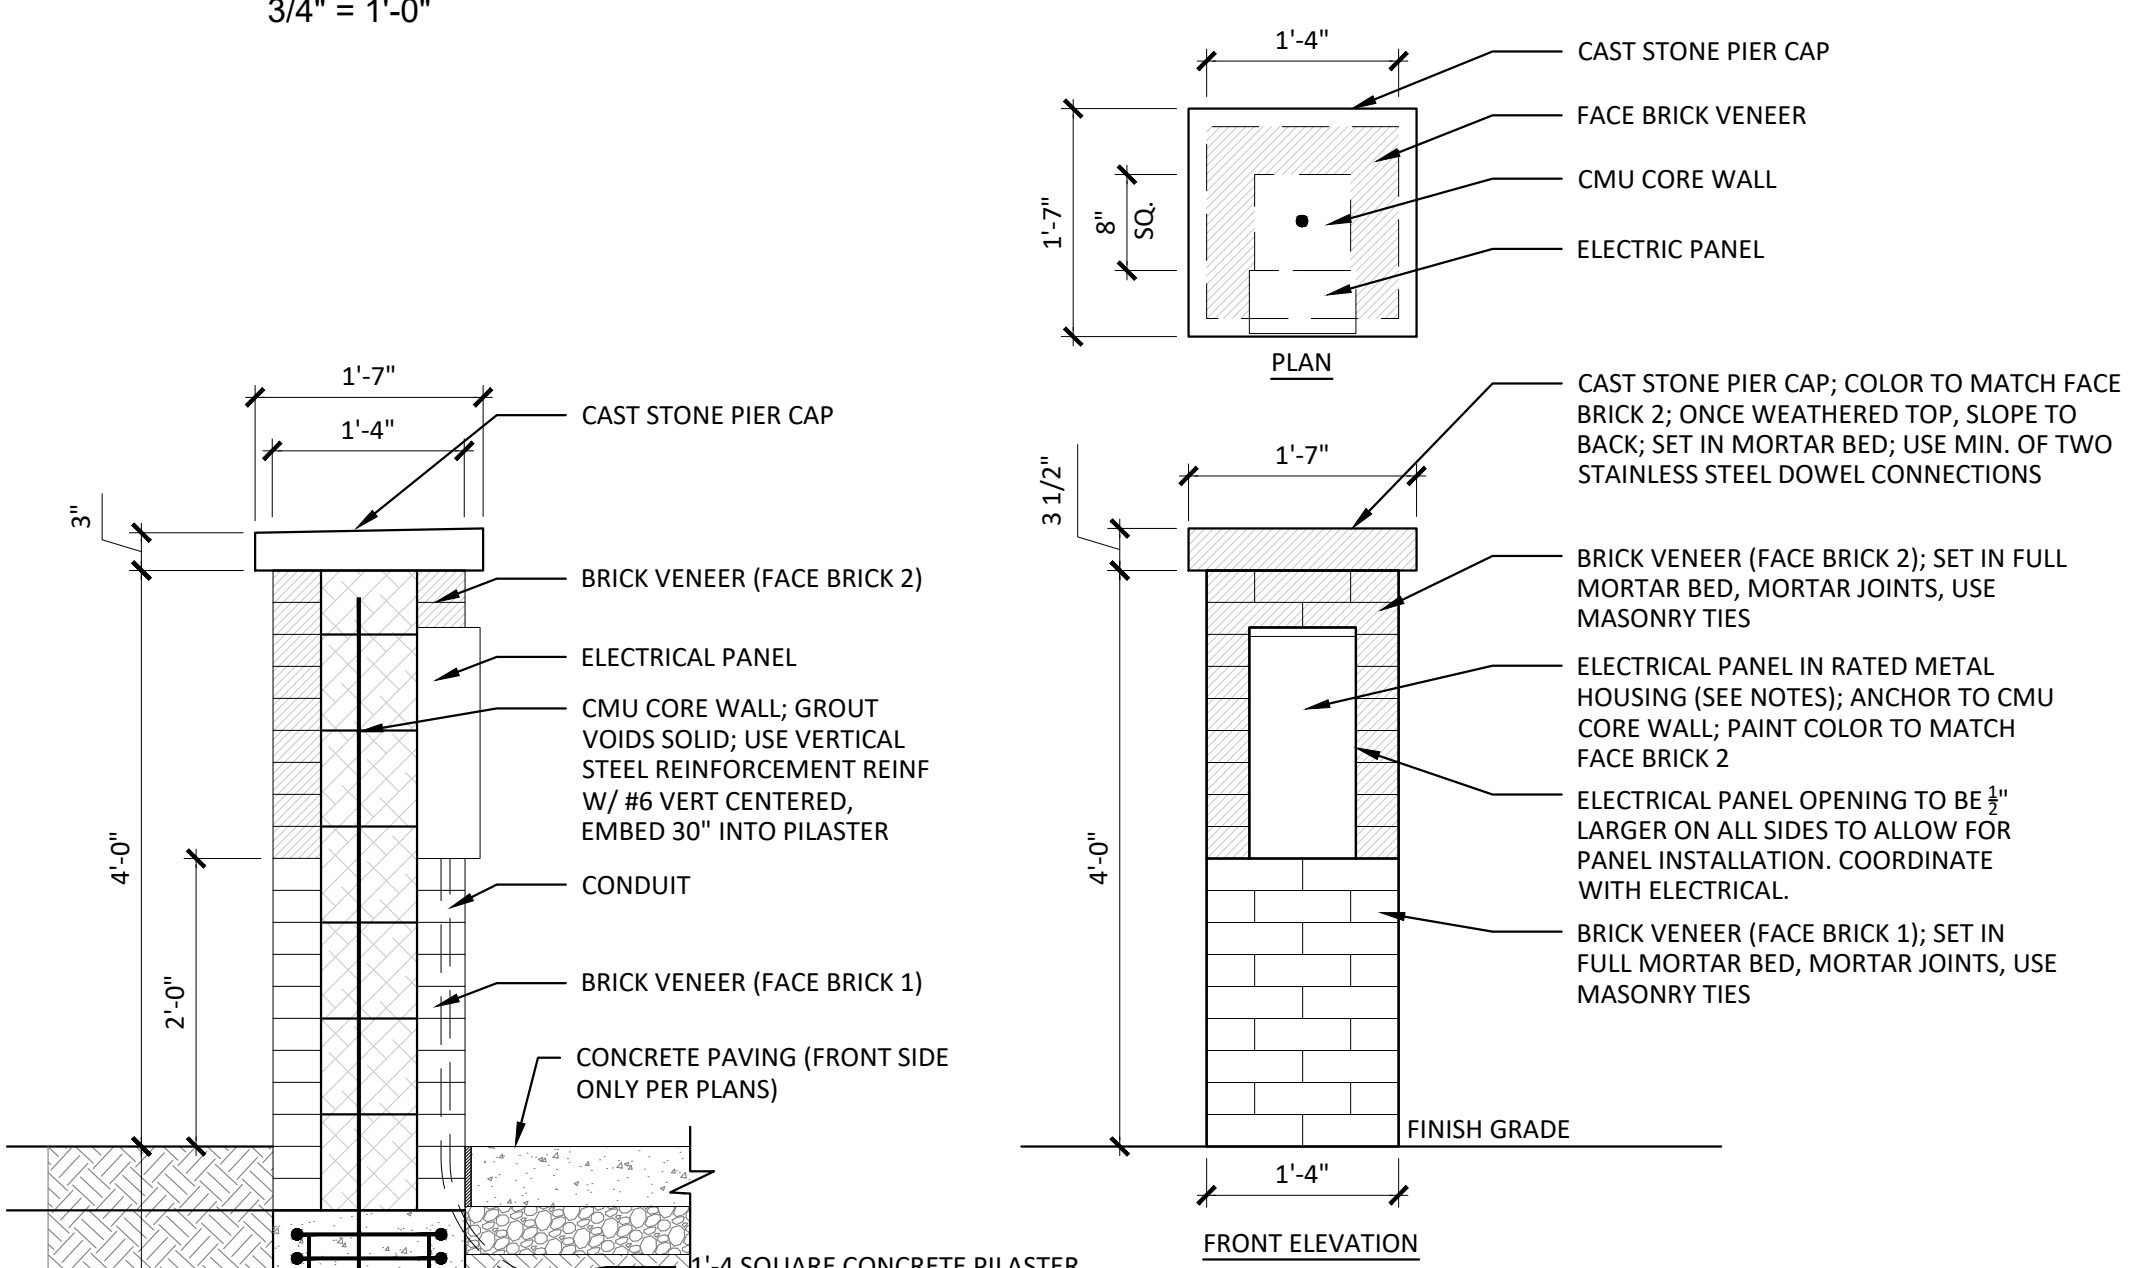 3/4" = 1'-0"
1'-4"
1'-7"
8"
SQ.
CAST STONE PIER CAP
FACE BRICK VENEER
CMU CORE WALL
ELECTRIC PANEL
PLAN
1'-7"
1'-4"
3"
4'-0"
2'-0"
CAST STONE PIER CAP
BRICK VENEER (FACE BRICK 2)
ELECTRICAL PANEL
CMU CORE WALL; GROUT
VOIDS SOLID; USE VERTICAL
STEEL REINFORCEMENT REINF
W/ #6 VERT CENTERED,
EMBED 30" INTO PILASTER
CONDUIT
BRICK VENEER (FACE BRICK 1)
CONCRETE PAVING (FRONT SIDE
ONLY PER PLANS)
1'-4 SQUARE CONCRETE PILASTER
1'-7"
3 1/2"
4'-0"
CAST STONE PIER CAP; COLOR TO MATCH FACE
BRICK 2; ONCE WEATHERED TOP, SLOPE TO
BACK; SET IN MORTAR BED; USE MIN. OF TWO
STAINLESS STEEL DOWEL CONNECTIONS
BRICK VENEER (FACE BRICK 2); SET IN FULL
MORTAR BED, MORTAR JOINTS, USE
MASONRY TIES
ELECTRICAL PANEL IN RATED METAL
HOUSING (SEE NOTES); ANCHOR TO CMU
CORE WALL; PAINT COLOR TO MATCH
FACE BRICK 2
ELECTRICAL PANEL OPENING TO BE 1/2"
LARGER ON ALL SIDES TO ALLOW FOR
PANEL INSTALLATION. COORDINATE
WITH ELECTRICAL.
BRICK VENEER (FACE BRICK 1); SET IN
FULL MORTAR BED, MORTAR JOINTS, USE
MASONRY TIES
FINISH GRADE
1'-4"
FRONT ELEVATION